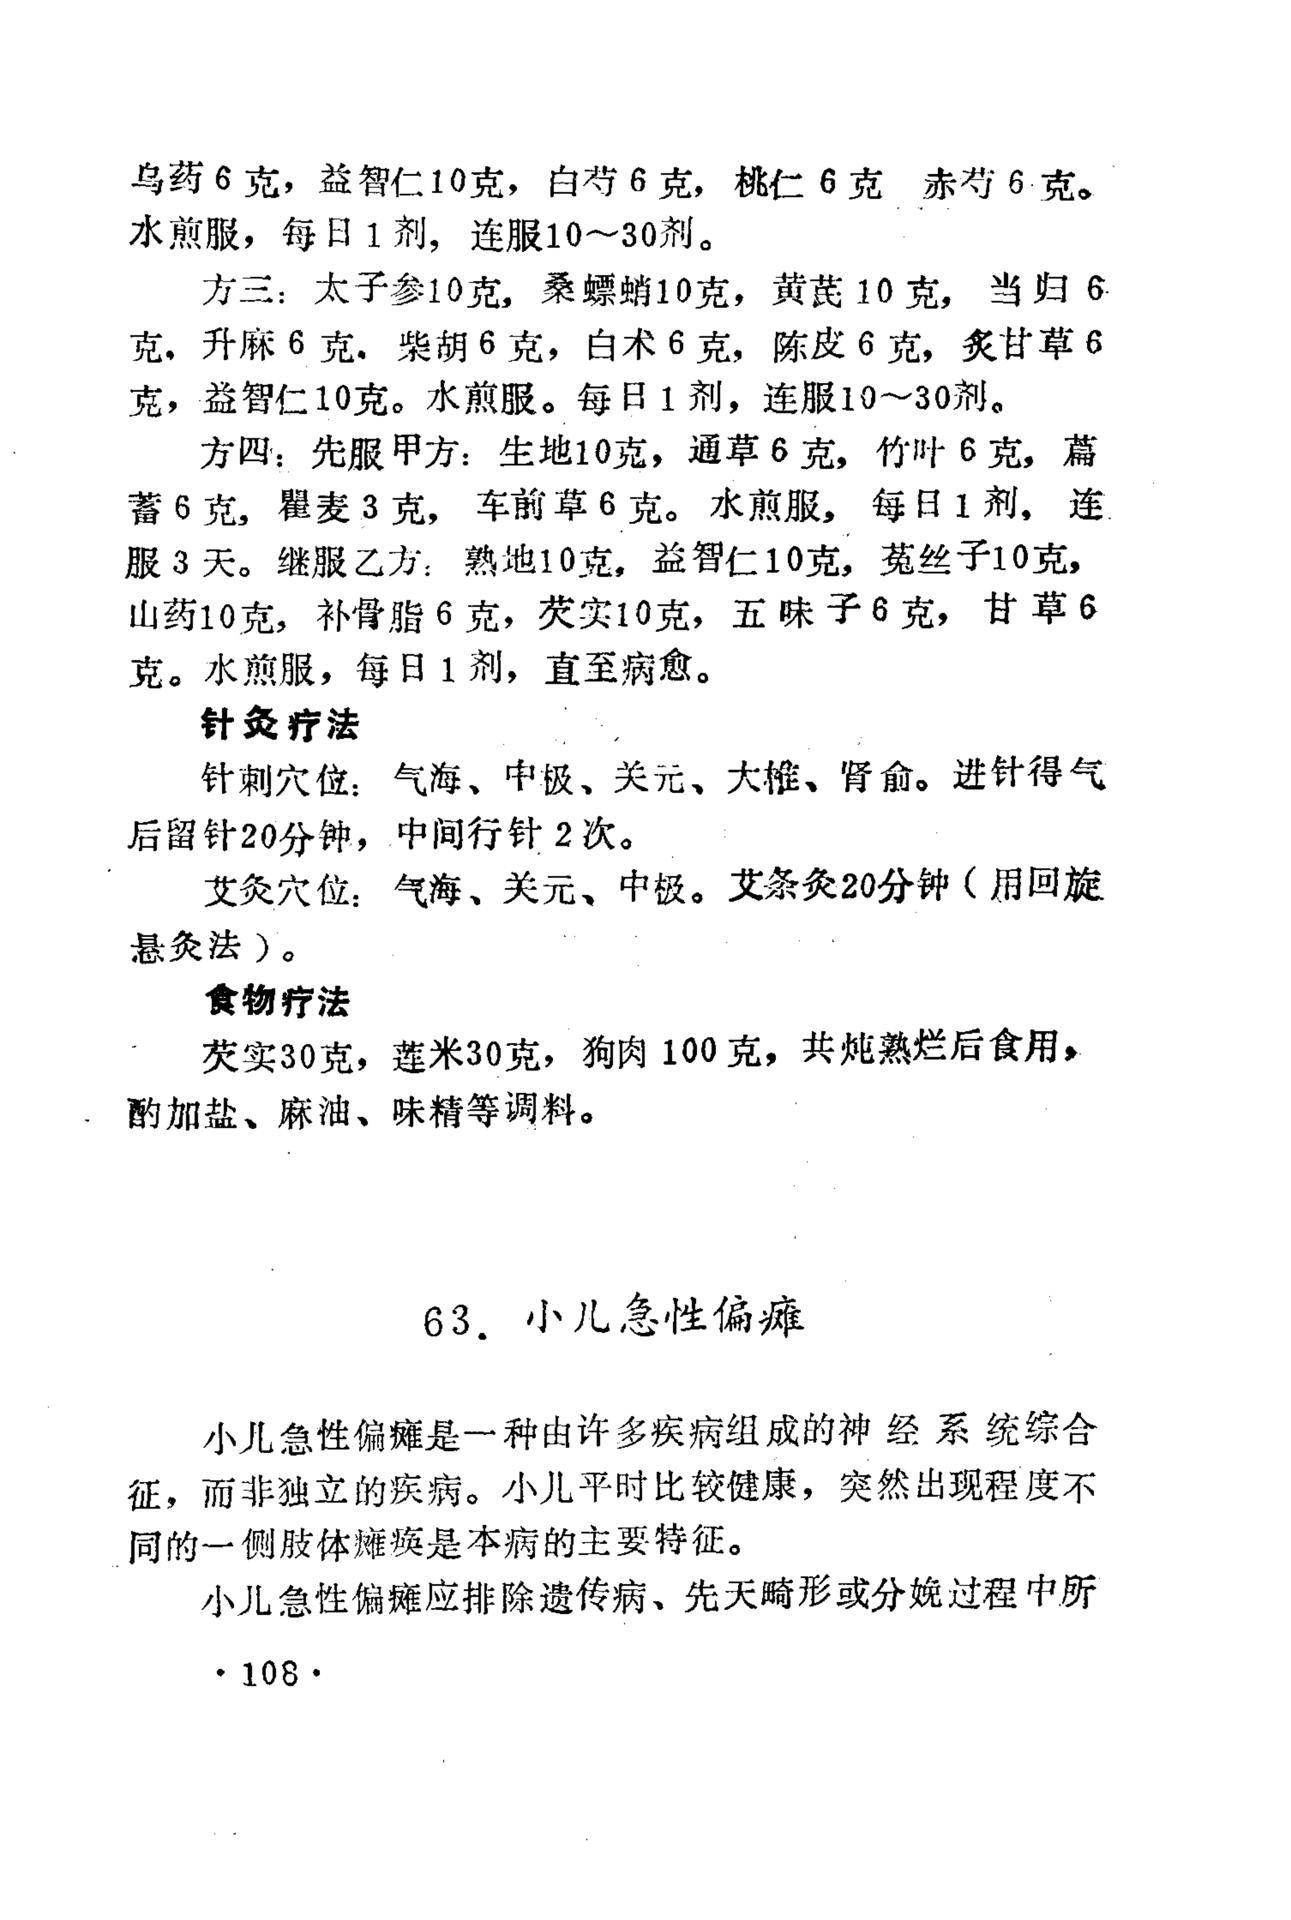 乌药6克，益智仁10克，白芍6克，桃仁6克 赤芍6克。
水煎服，每日1剂，连服10～30剂。
方三：太子参10克，桑螵蛸10克，黄芪10克，当归6
克，升麻6克，柴胡6克，白术6克，陈皮6克，炙甘草6
克，益智仁10克。水煎服。每日1剂，连服10～30剂。
方四：先服甲方：生地10克，通草6克，竹叶6克，萹
蓄6克，瞿麦3克，车前草6克。水煎服，每日1剂，连
服3天。继服乙方：熟地10克，益智仁10克，菟丝子10克，
山药10克，补骨脂6克，芡实10克，五味子6克，甘草6
克。水煎服，每日1剂，直至病愈。
针灸疗法
针刺穴位：气海、中极、关元、大椎、肾俞。进针得气
后留针20分钟，中间行针2次。
艾灸穴位：气海、关元、中极。艾条灸20分钟（用回旋
悬灸法）。
食物疗法
芡实30克，莲米30克，狗肉100克，共炖熟烂后食用，
酌加盐、麻油、味精等调料。
63．小儿急性偏瘫
小儿急性偏瘫是一种由许多疾病组成的神经系统综合
征，而非独立的疾病。小儿平时比较健康，突然出现程度不
同的一侧肢体瘫痪是本病的主要特征。
小儿急性偏瘫应排除遗传病、先天畸形或分娩过程中所
·108·